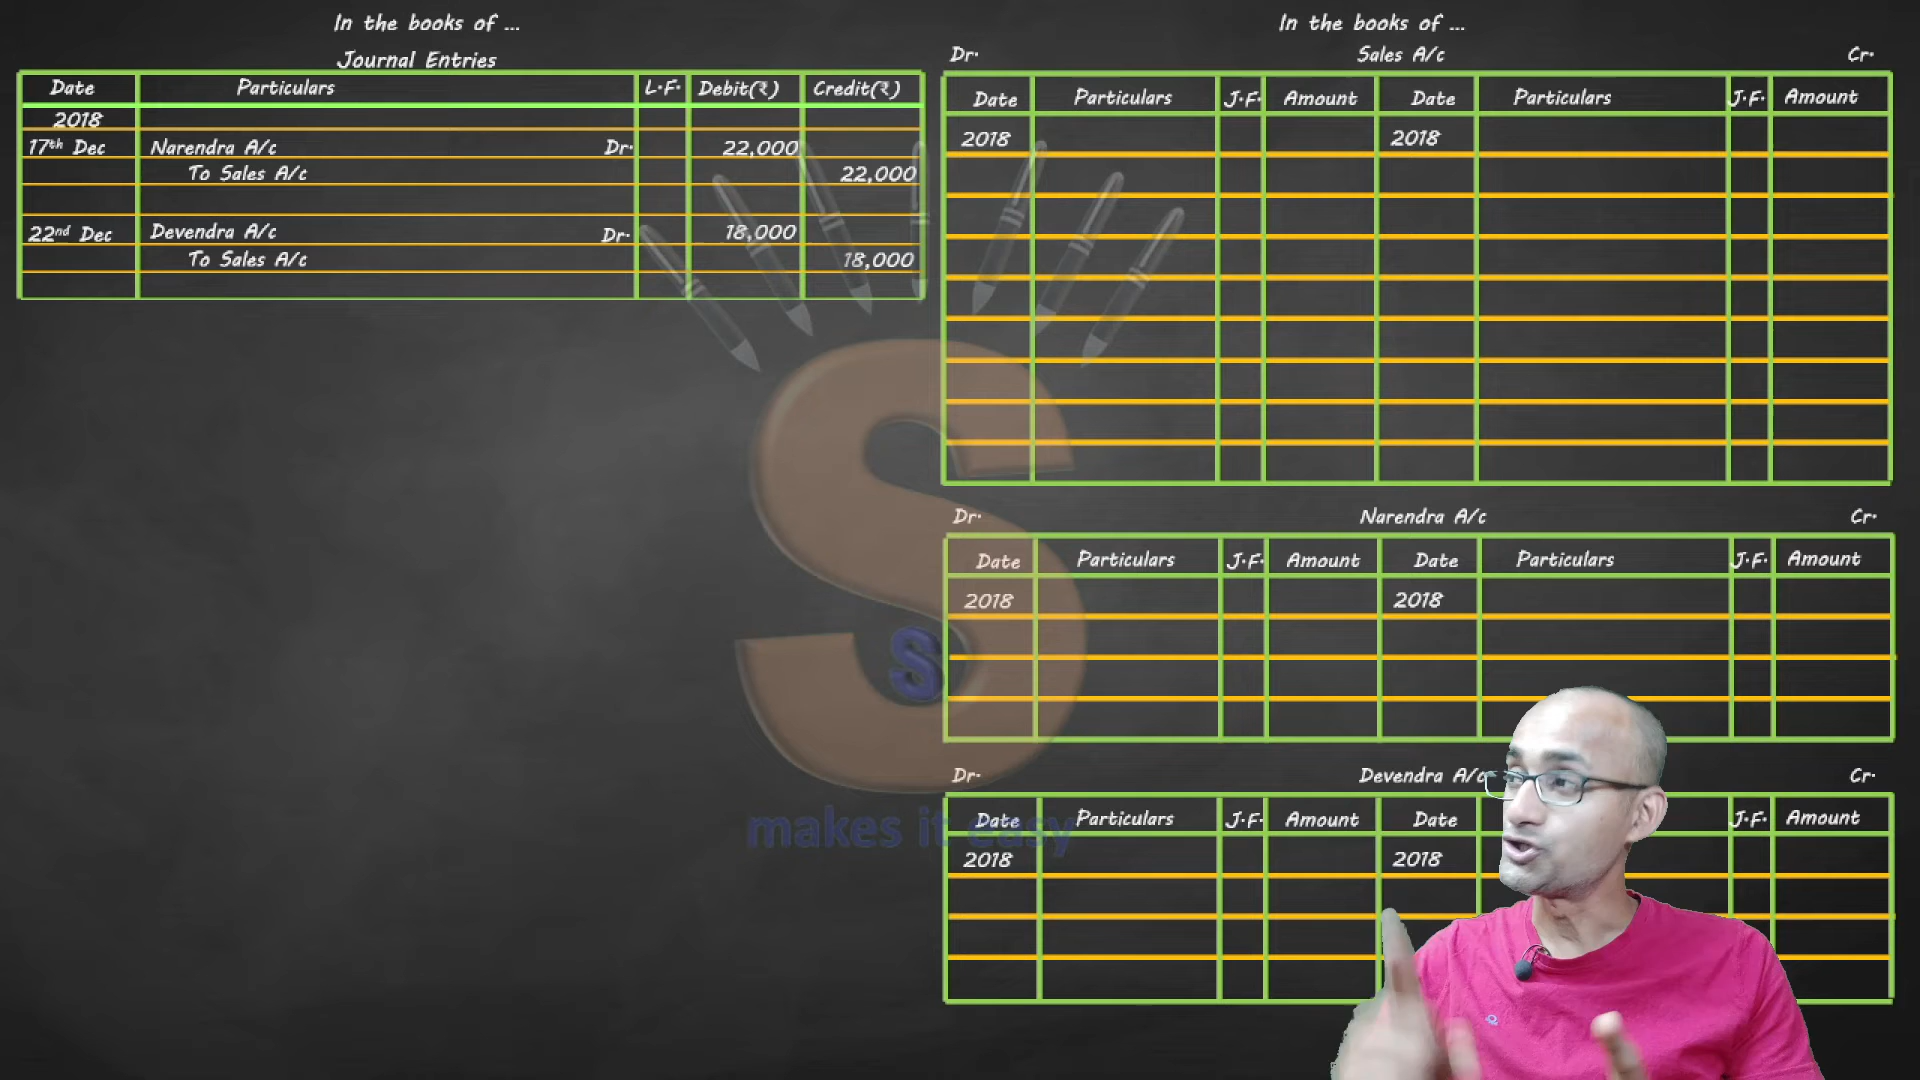 In the books of ...
Journal Entries
Date Particulars L.F. Debit(₹) Credit(₹)
2018
17th Dec Narendra A/c Dr. 22,000
To Sales A/c 22,000
22nd Dec Devendra A/c Dr. 18,000
To Sales A/c 18,000
In the books of ...
Dr. Sales A/c Cr.
Date Particulars J.F. Amount Date Particulars J.F. Amount
2018 2018
Dr. Narendra A/c Cr.
Date Particulars J.F. Amount Date Particulars J.F. Amount
2018 2018
Dr. Devendra A/c Cr.
Date Particulars J.F. Amount Date J.F. Amount
2018 2018
S
S
makes it easy